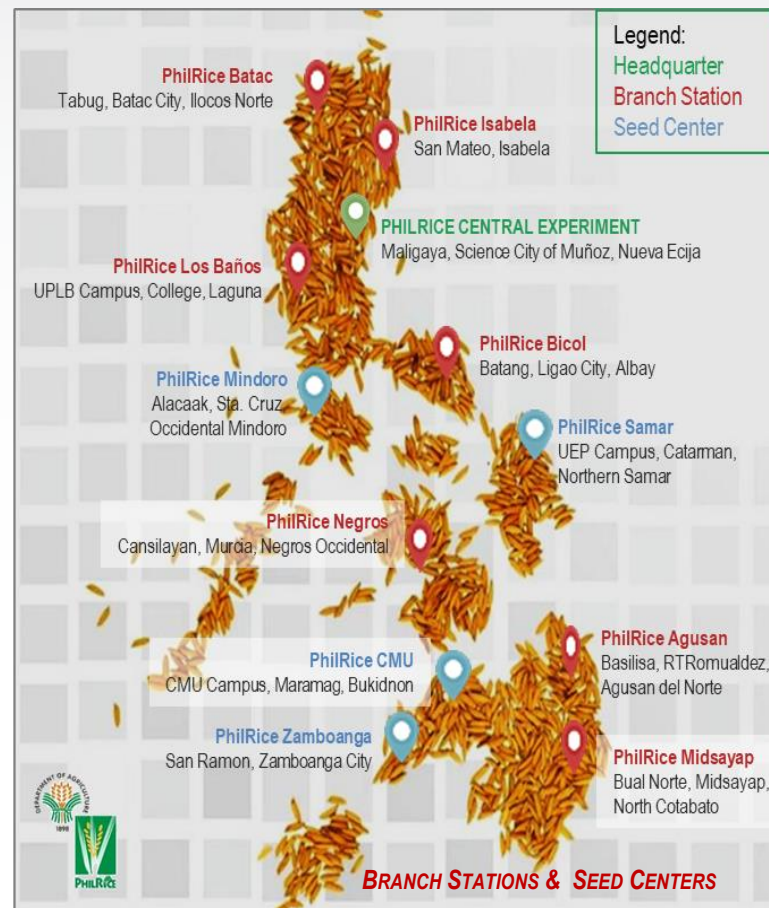 Legend:
Headquarter
Branch Station
Seed Center
PhilRice Batac
Tabug, Batac City, Ilocos Norte
PhilRice Isabela
San Mateo, Isabela
PHILRICE CENTRAL EXPERIMENT
Maligaya, Science City of Muñoz, Nueva Ecija
PhilRice Los Baños
UPLB Campus, College, Laguna
PhilRice Bicol
Batang, Ligao City, Albay
PhilRice Mindoro
Alacaak, Sta. Cruz,
Occidental Mindoro
PhilRice Samar
UEP Campus, Catarman,
Northern Samar
PhilRice Negros
Cansilayan, Murcia, Negros Occidental
PhilRice Agusan
Basilisa, RTRomualdez,
Agusan del Norte
PhilRice CMU
CMU Campus, Maramag, Bukidnon
PhilRice Zamboanga
San Ramon, Zamboanga City
PhilRice Midsayap
Bual Norte, Midsayap,
North Cotabato
DEPARTMENT OF AGRICULTURE
1898
PHILRICE
BRANCH STATIONS & SEED CENTERS